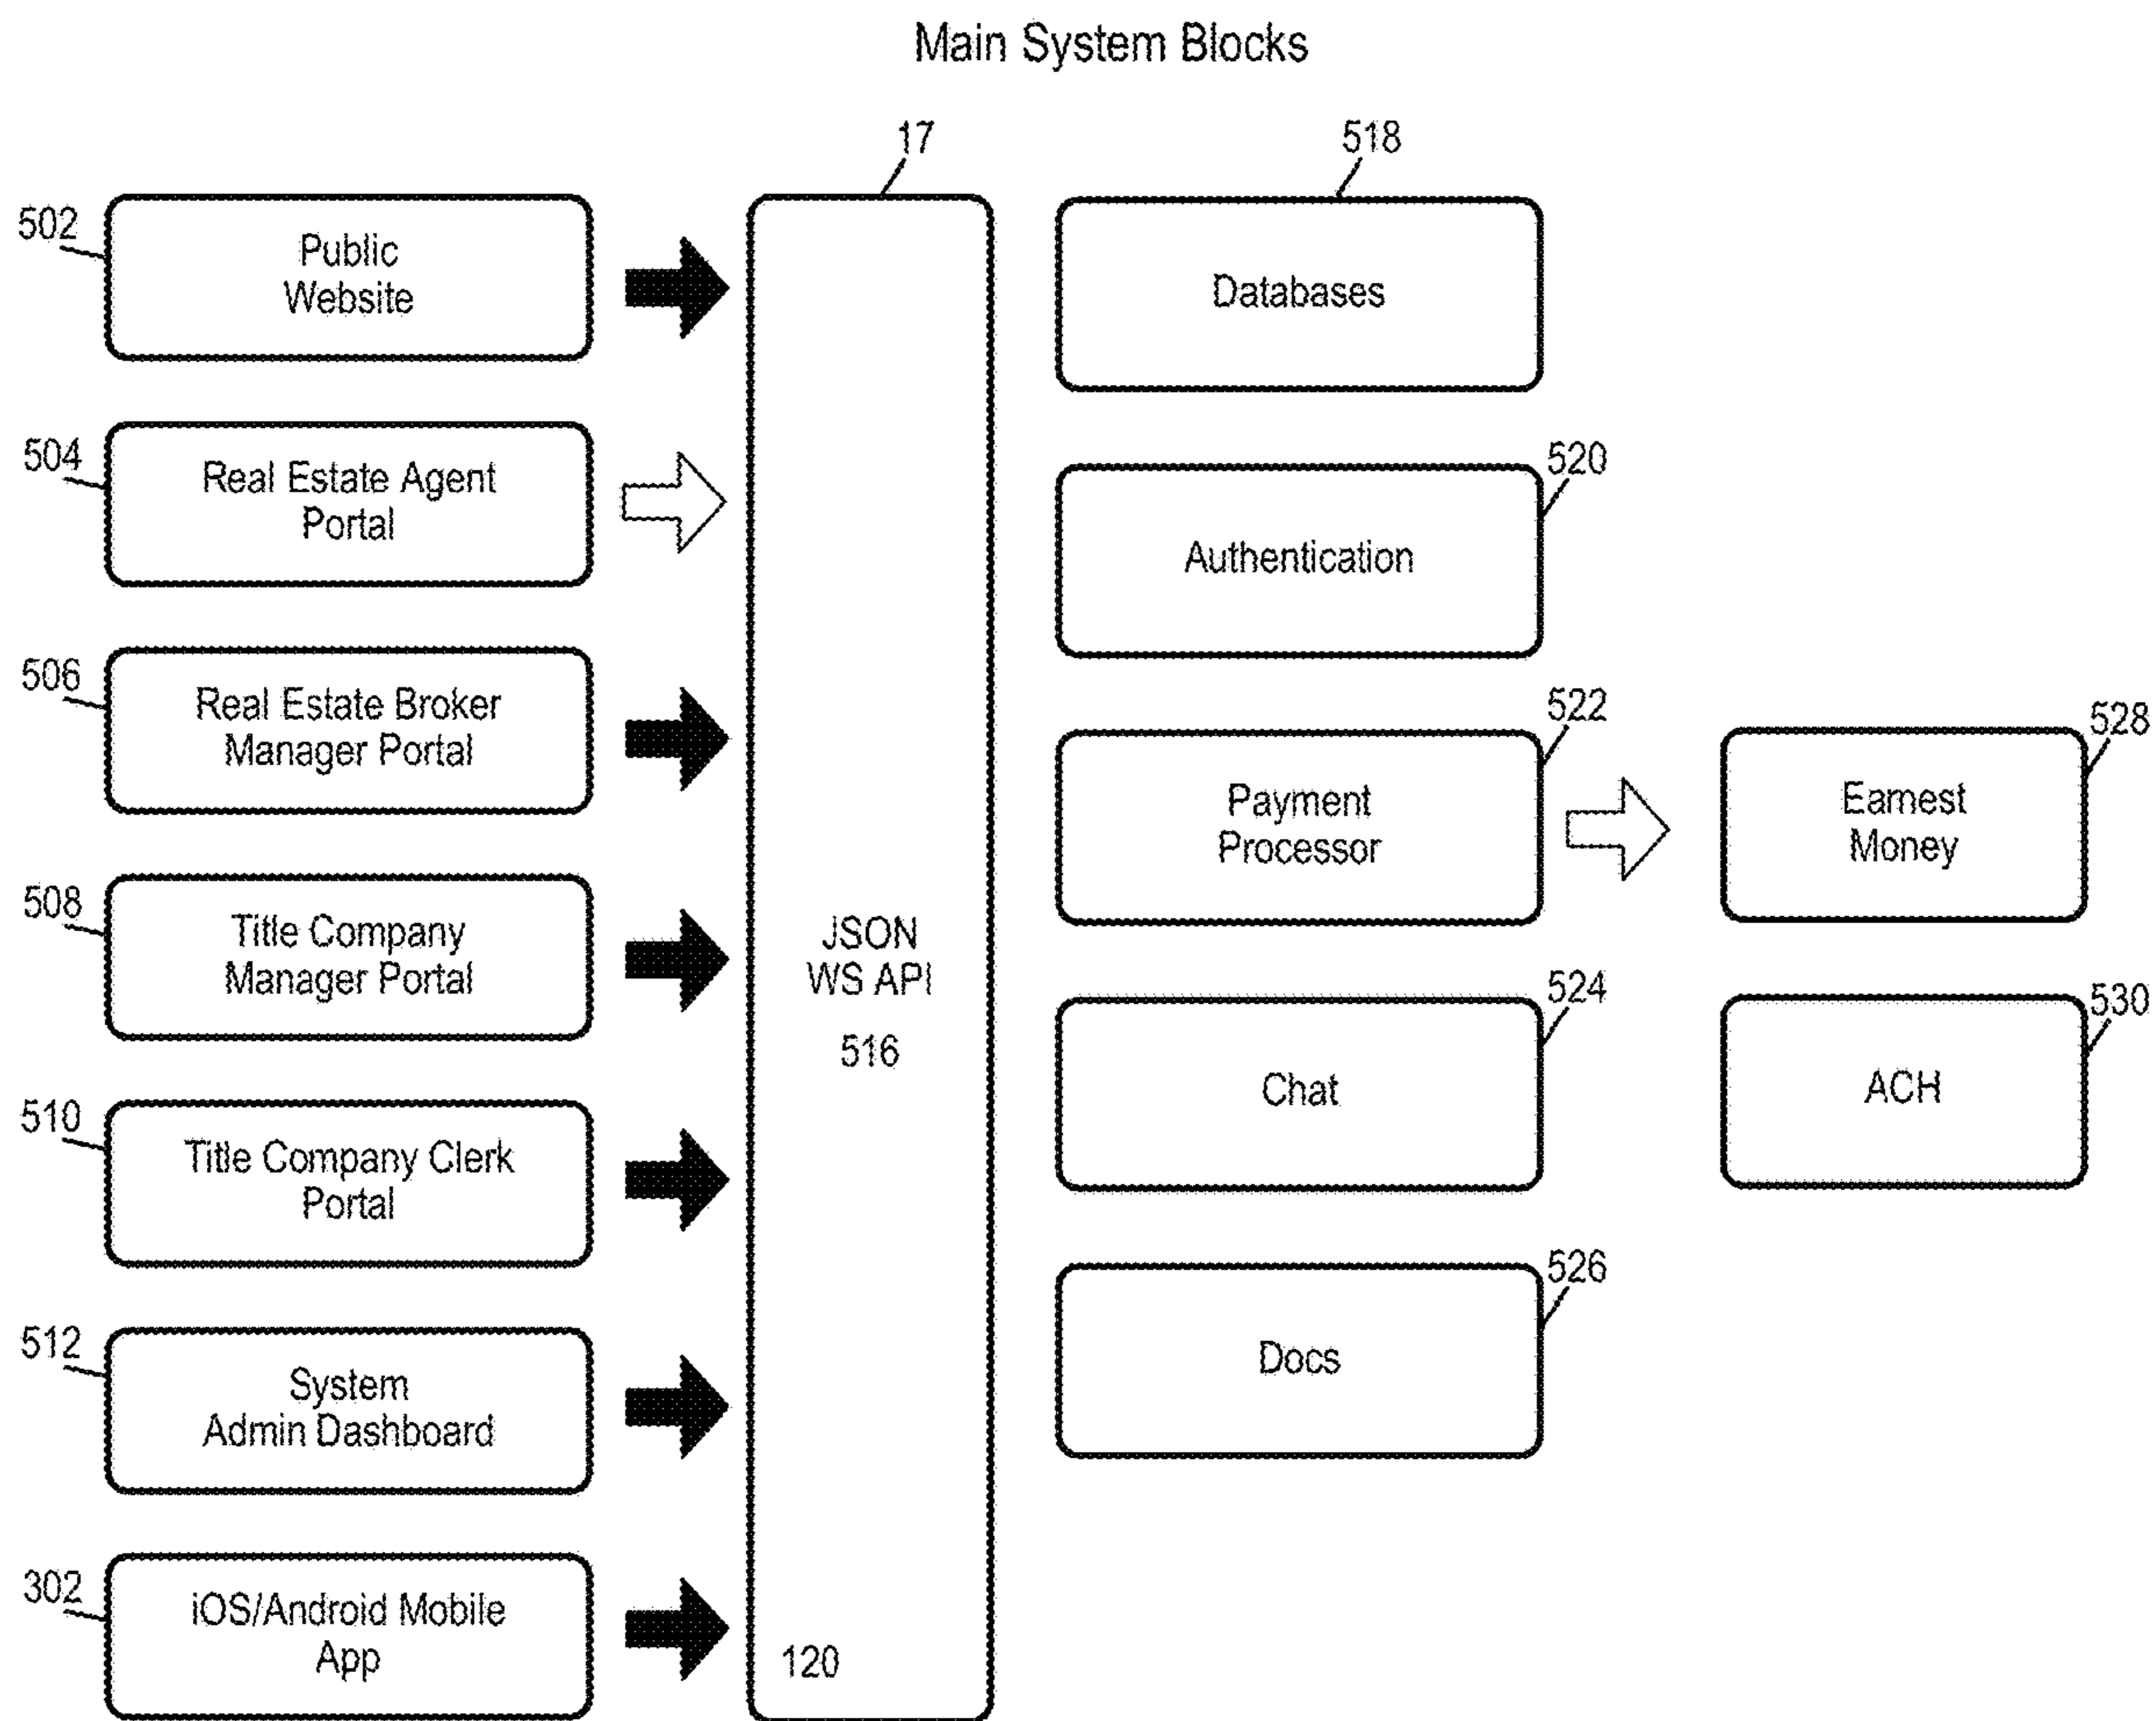 Main System Blocks
17
518
502
Public
Website
Databases
504
Real Estate Agent
Portal
520
Authentication
506
Real Estate Broker
Manager Portal
522
Payment
Processor
528
Earnest
Money
508
Title Company
Manager Portal
JSON
WS API
516
524
Chat
530
ACH
510
Title Company Clerk
Portal
526
Docs
512
System
Admin Dashboard
302
iOS/Android Mobile
App
120